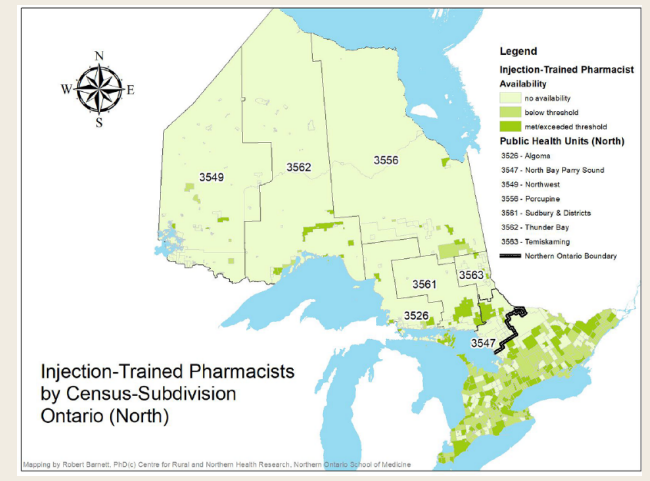 N
W
E
S
Legend
Injection-Trained Pharmacist
Availability
no availability
below threshold
met/exceeded threshold
Public Health Units (North)
3526 - Algoma
3547 - North Bay Parry Sound
3549 - Northwest
3556 - Porcupine
3561 - Sudbury & Districts
3562 - Thunder Bay
3563 - Temiskaming
Northern Ontario Boundary
3549
3562
3556
3561
3563
3526
3547
Injection-Trained Pharmacists
by Census-Subdivision
Ontario (North)
Mapping by Robert Barnett, PhD(c) Centre for Rural and Northern Health Research, Northern Ontario School of Medicine